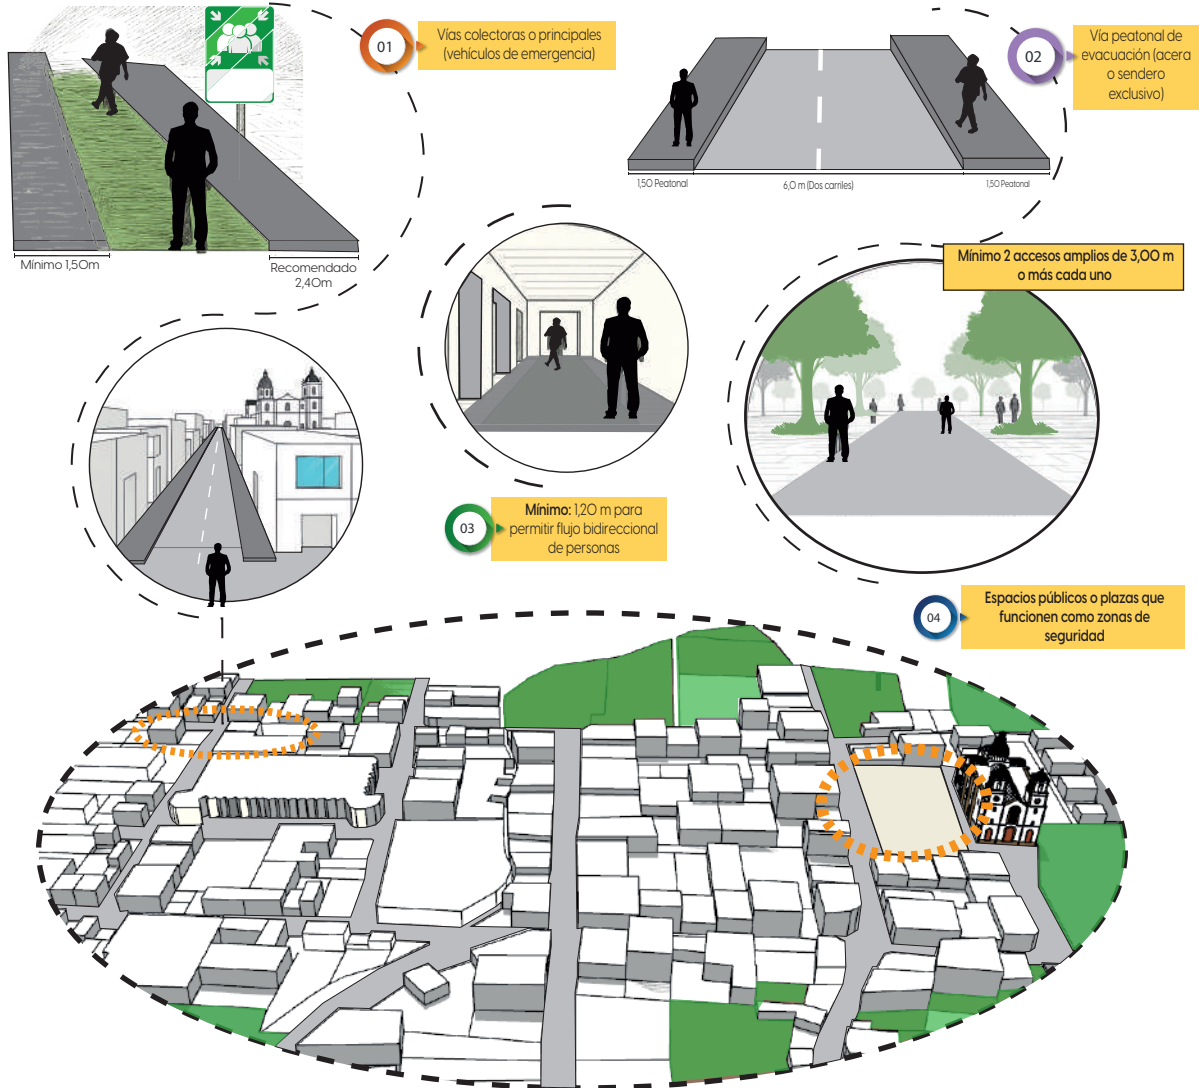 01
Vías colectoras o principales
(vehículos de emergencia)
02
Vía peatonal de
evacuación (acera
o sendero
exclusivo)
Mínimo 1,50m
Recomendado
2,40m
1,50 Peatonal
6,0 m (Dos carriles)
1,50 Peatonal
Mínimo 2 accesos amplios de 3,00 m
o más cada uno
03
Mínimo: 1,20 m para
permitir flujo bidireccional
de personas
04
Espacios públicos o plazas que
funcionen como zonas de
seguridad